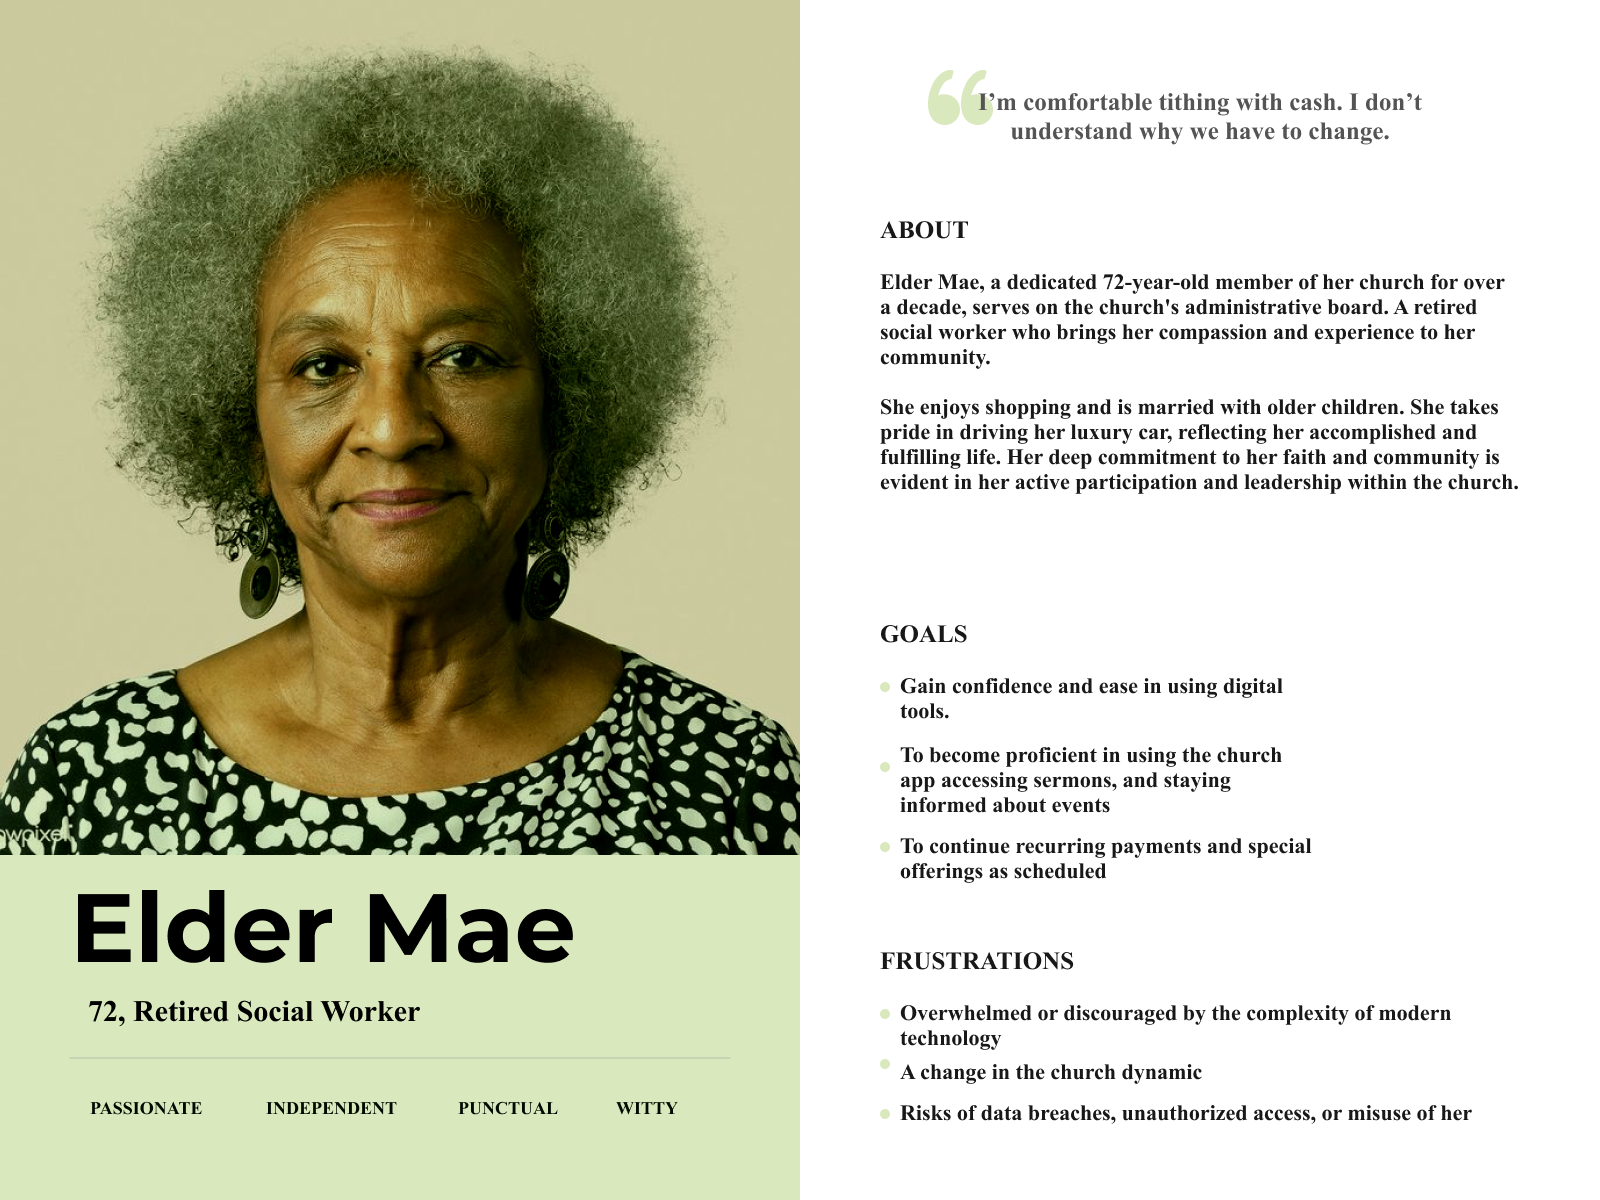 Elder Mae
72, Retired Social Worker
PASSIONATE INDEPENDENT PUNCTUAL WITTY
“I’m comfortable tithing with cash. I don’t
understand why we have to change.
ABOUT
Elder Mae, a dedicated 72-year-old member of her church for over
a decade, serves on the church's administrative board. A retired
social worker who brings her compassion and experience to her
community.
She enjoys shopping and is married with older children. She takes
pride in driving her luxury car, reflecting her accomplished and
fulfilling life. Her deep commitment to her faith and community is
evident in her active participation and leadership within the church.
GOALS
Gain confidence and ease in using digital
tools.
To become proficient in using the church
app accessing sermons, and staying
informed about events
To continue recurring payments and special
offerings as scheduled
FRUSTRATIONS
Overwhelmed or discouraged by the complexity of modern
technology
A change in the church dynamic
Risks of data breaches, unauthorized access, or misuse of her